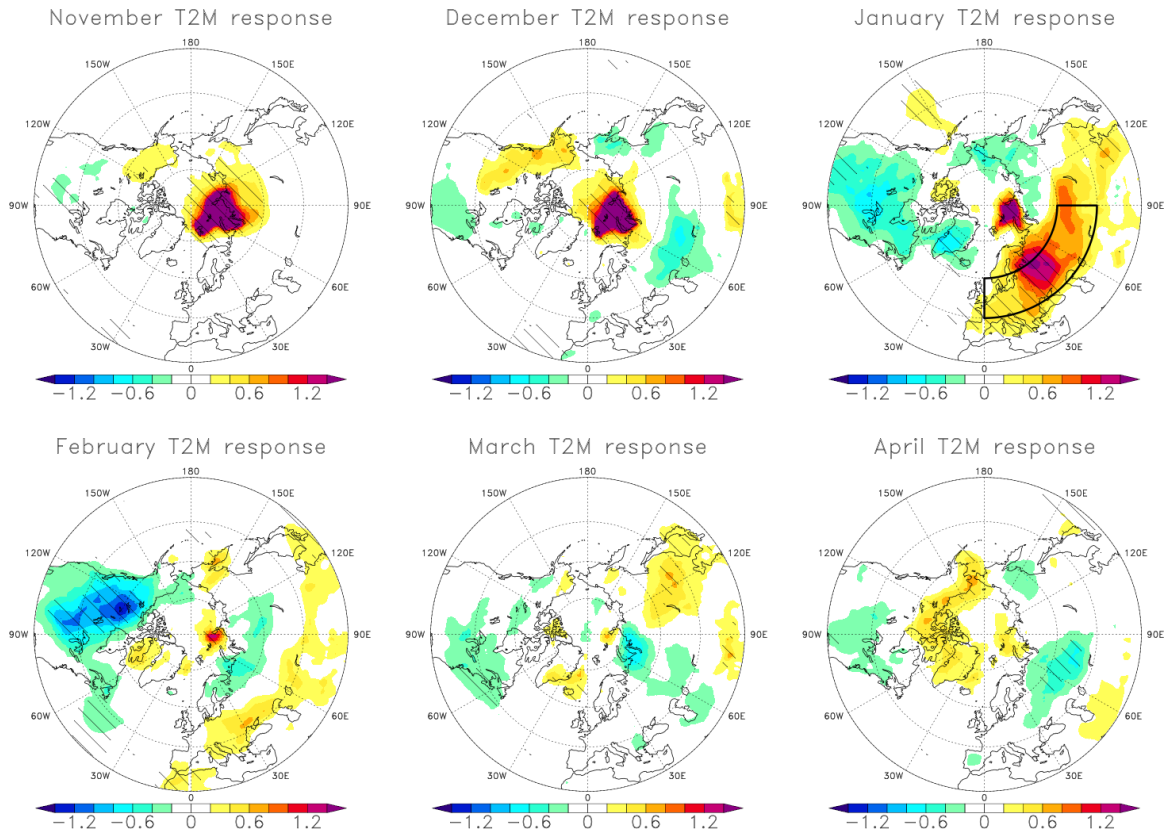 November T2M response
December T2M response
January T2M response
180 180 180
150W 150E 150W 150E 150W 150E
120W 120E 120W 120E 120W 120E
90W 90E 90W 90E 90W 90E
60W 60E 60W 60E 60W 60E
30W 30E 30W 30E 30W 30E
0 0 0
−1.2 −0.6 0 0.6 1.2 −1.2 −0.6 0 0.6 1.2 −1.2 −0.6 0 0.6 1.2
February T2M response
March T2M response
April T2M response
180 180 180
150W 150E 150W 150E 150W 150E
120W 120E 120W 120E 120W 120E
90W 90E 90W 90E 90W 90E
60W 60E 60W 60E 60W 60E
30W 30E 30W 30E 30W 30E
0 0 0
−1.2 −0.6 0 0.6 1.2 −1.2 −0.6 0 0.6 1.2 −1.2 −0.6 0 0.6 1.2